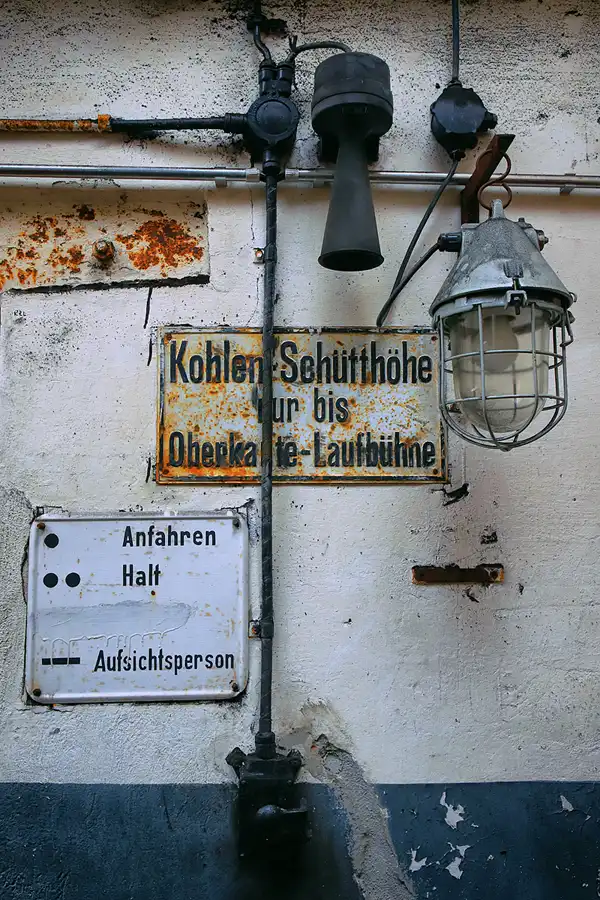 Kohlen-Schütthöhe
nur bis
Oberkante-Laufbühne
Anfahren
Halt
Aufsichtsperson